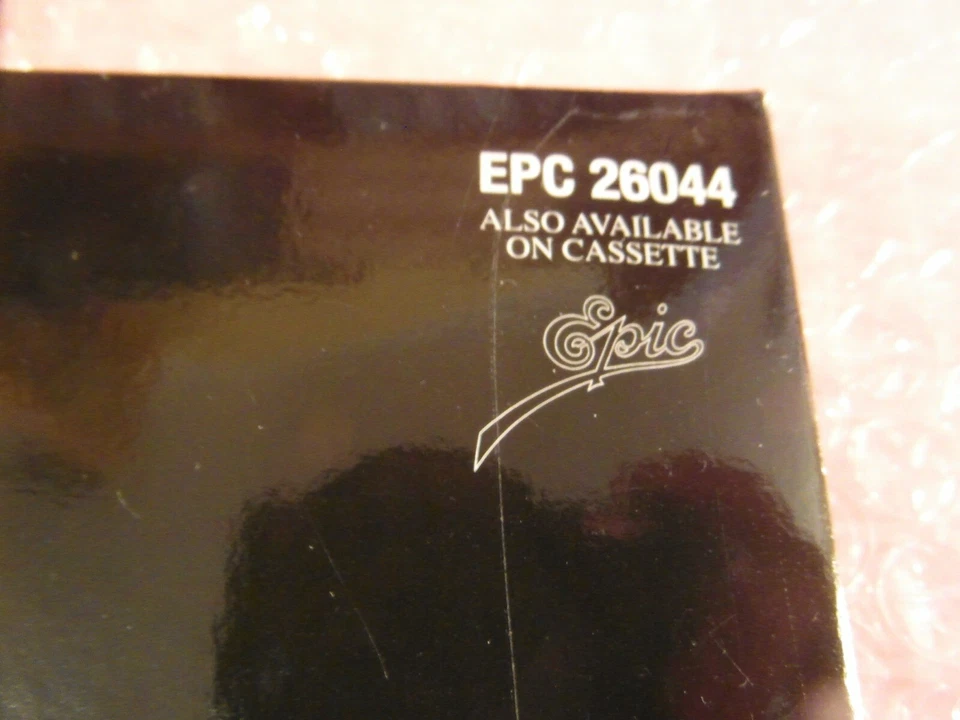 EPC 26044
ALSO AVAILABLE
ON CASSETTE
Epic